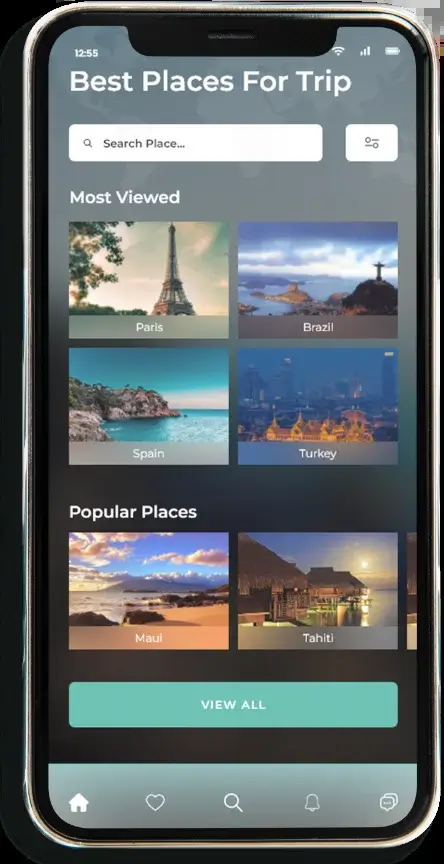 12:55
Best Places For Trip
Search Place...
Most Viewed
Paris
Brazil
Spain
Turkey
Popular Places
Maui
Tahiti
VIEW ALL